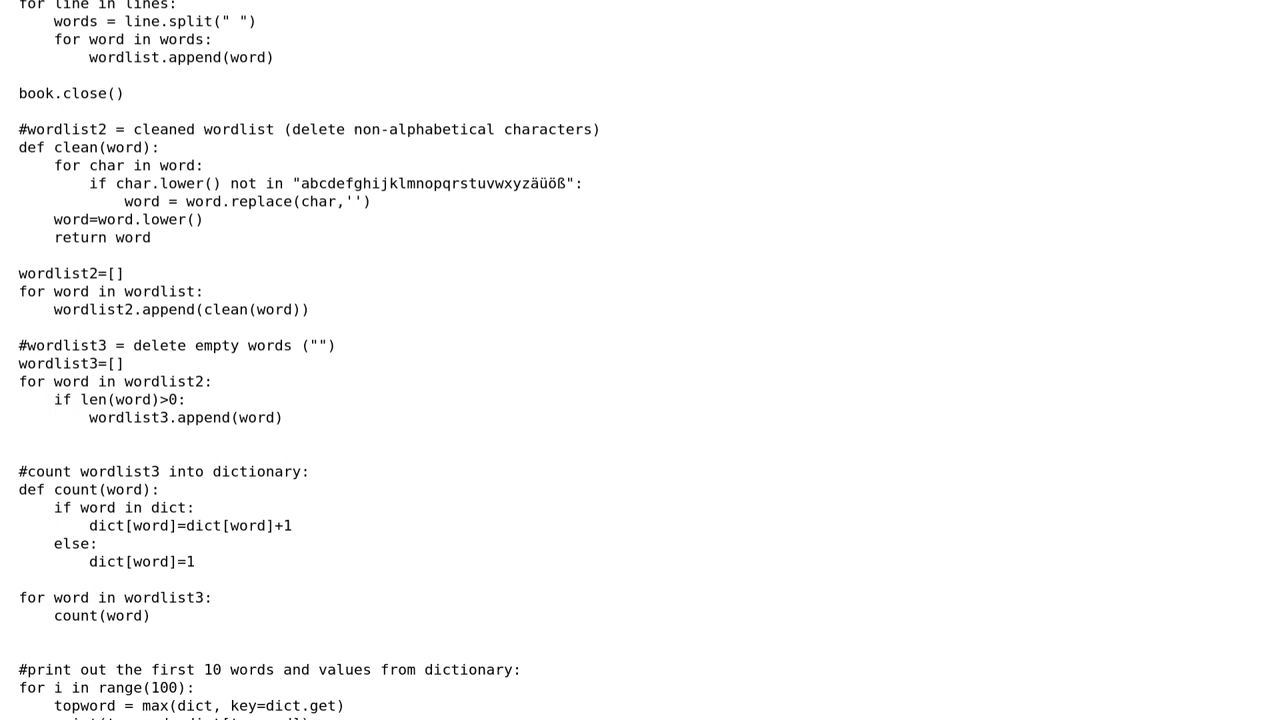 for line in lines:
    words = line.split(" ")
    for word in words:
        wordlist.append(word)

book.close()

#wordlist2 = cleaned wordlist (delete non-alphabetical characters)
def clean(word):
    for char in word:
        if char.lower() not in "abcdefghijklmnopqrstuvwxyzäüöß":
            word = word.replace(char,'')
    word=word.lower()
    return word

wordlist2=[]
for word in wordlist:
    wordlist2.append(clean(word))

#wordlist3 = delete empty words ("")
wordlist3=[]
for word in wordlist2:
    if len(word)>0:
        wordlist3.append(word)


#count wordlist3 into dictionary:
def count(word):
    if word in dict:
        dict[word]=dict[word]+1
    else:
        dict[word]=1

for word in wordlist3:
    count(word)


#print out the first 10 words and values from dictionary:
for i in range(100):
    topword = max(dict, key=dict.get)